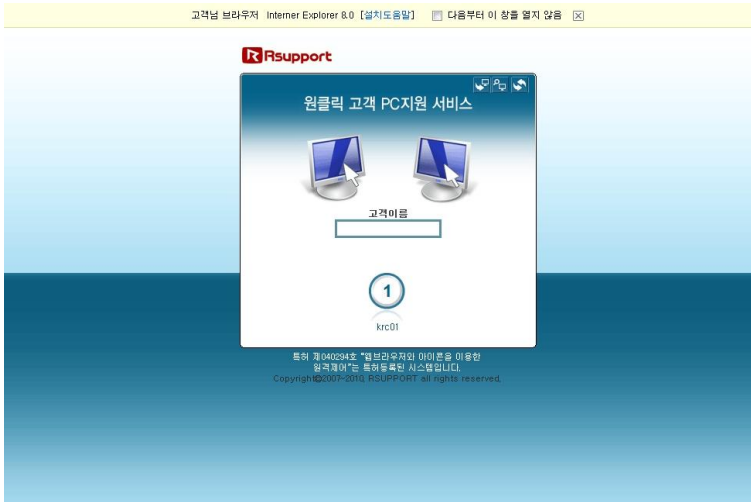 고객님 브라우저 Interner Explorer 8.0 [설치도움말] 다음부터 이 창을 열지 않음
Rsupport
원클릭 고객 PC지원 서비스
고객이름
1
krc01
특허 제040294호 "웹브라우저와 아이콘을 이용한
원격제어"는 특허등록된 시스템입니다.
Copyright@2007-2010, RSUPPORT all rights reserved.